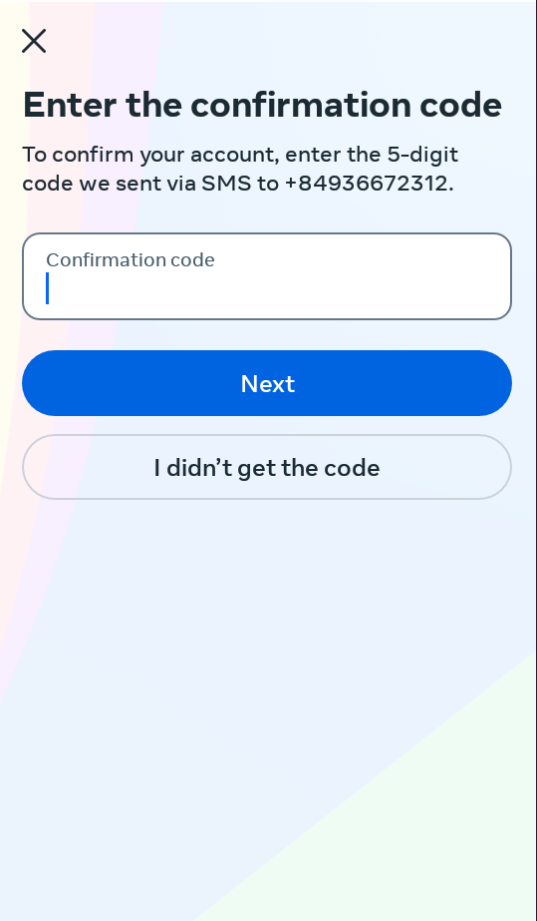 Enter the confirmation code
To confirm your account, enter the 5-digit
code we sent via SMS to +84936672312.
Confirmation code
Next
I didn’t get the code